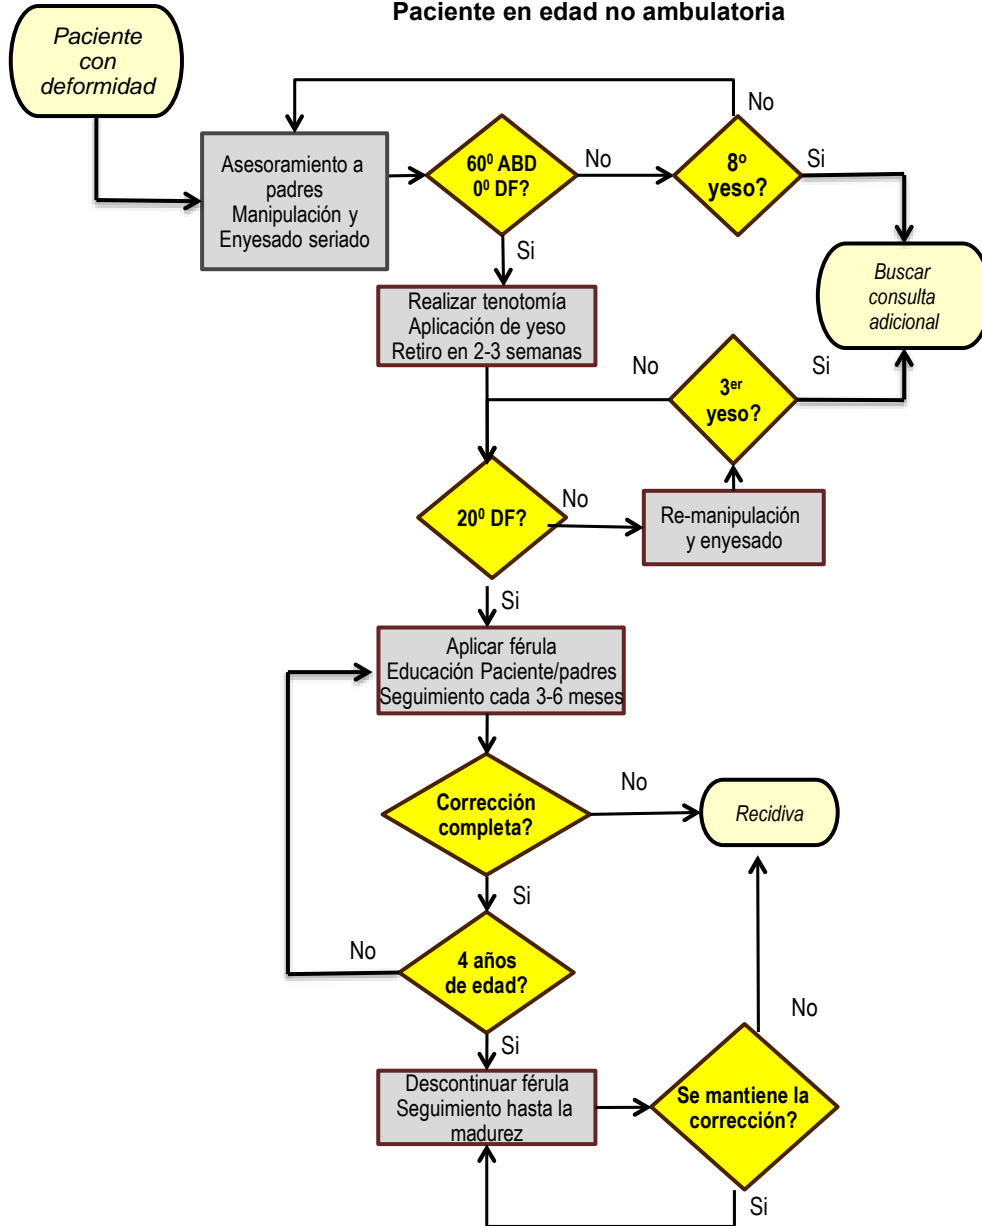 Paciente en edad no ambulatoria
Paciente
con
deformidad
No
Asesoramiento a
padres
Manipulación y
Enyesado seriado
60⁰ ABD
0⁰ DF?
No
8º
yeso?
Si
Si
Buscar
consulta
adicional
Realizar tenotomía
Aplicación de yeso
Retiro en 2-3 semanas
No
3er
yeso?
Si
20⁰ DF?
No
Re-manipulación
y enyesado
Si
Aplicar férula
Educación Paciente/padres
Seguimiento cada 3-6 meses
Corrección
completa?
No
Recidiva
Si
No
4 años
de edad?
Si
No
Descontinuar férula
Seguimiento hasta la
madurez
Se mantiene la
corrección?
Si